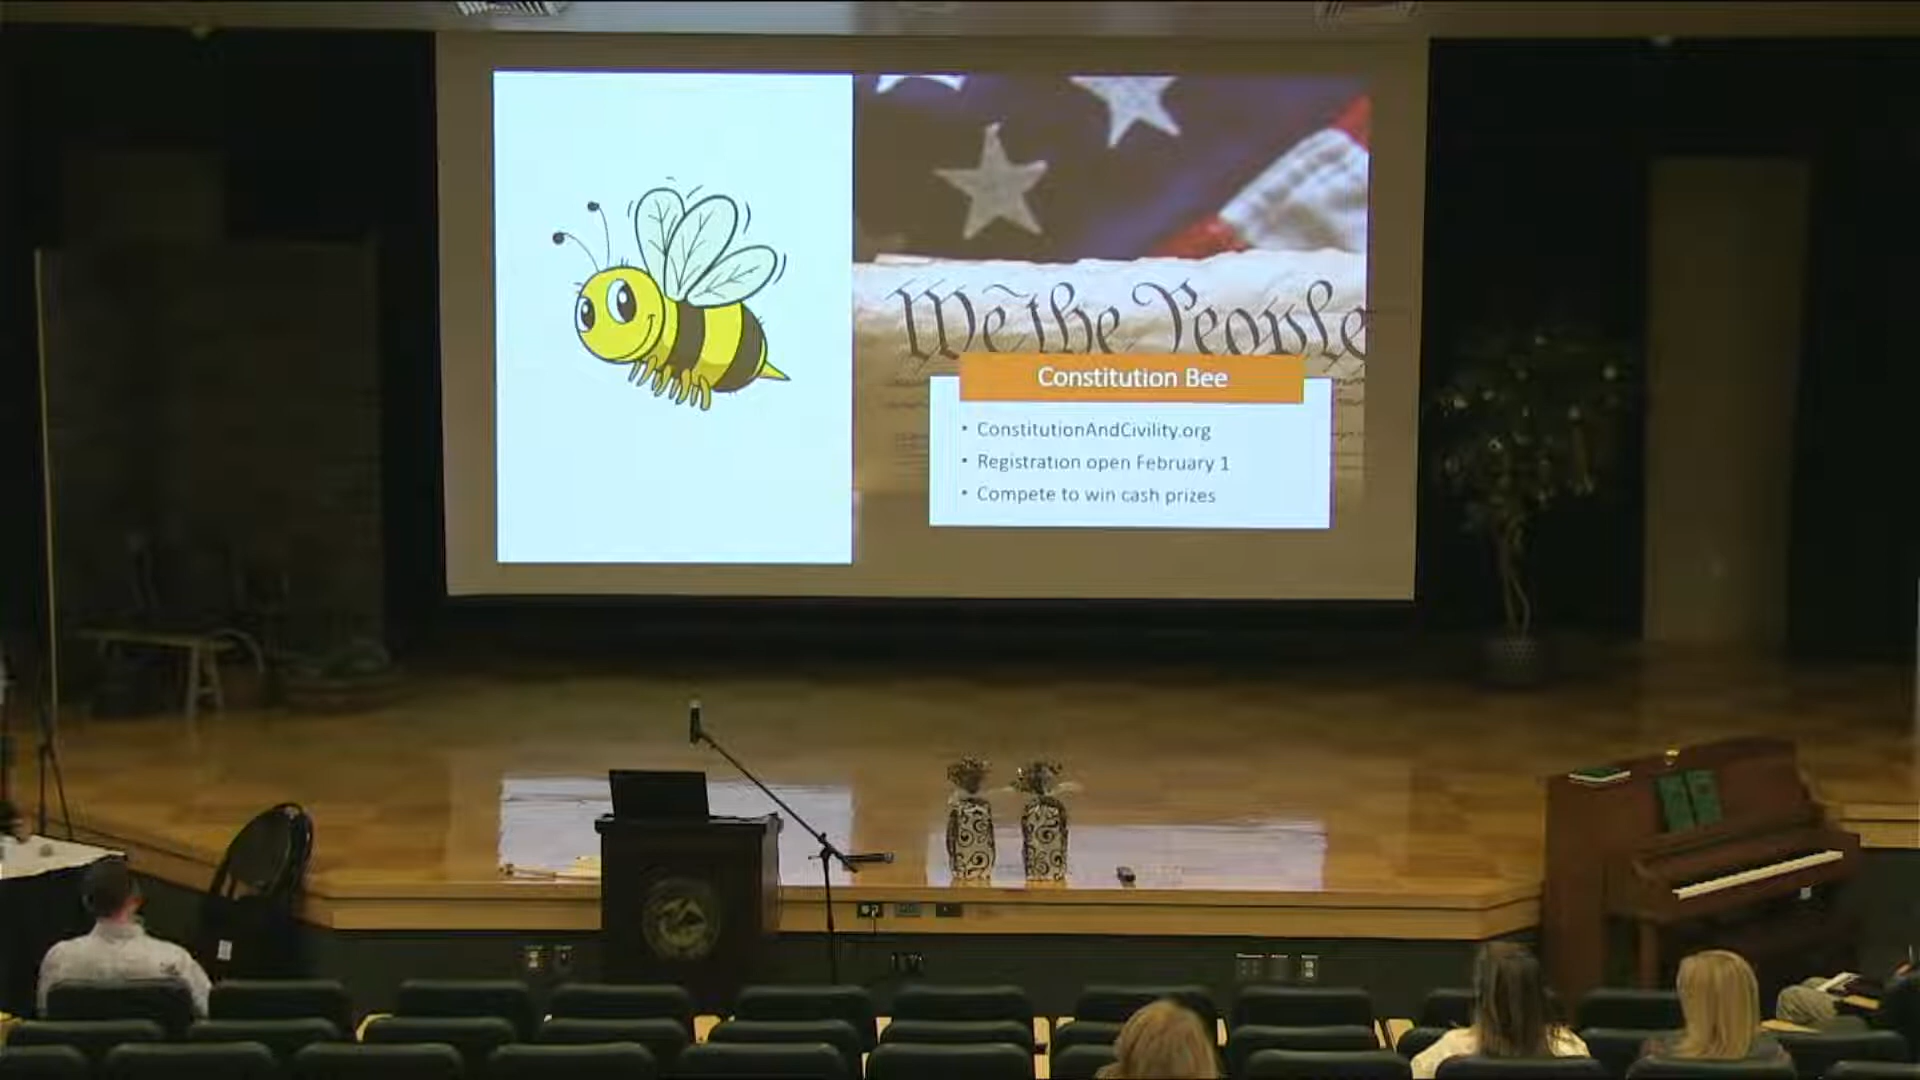 We the People
Constitution Bee
• ConstitutionAndCivility.org
• Registration open February 1
• Compete to win cash prizes